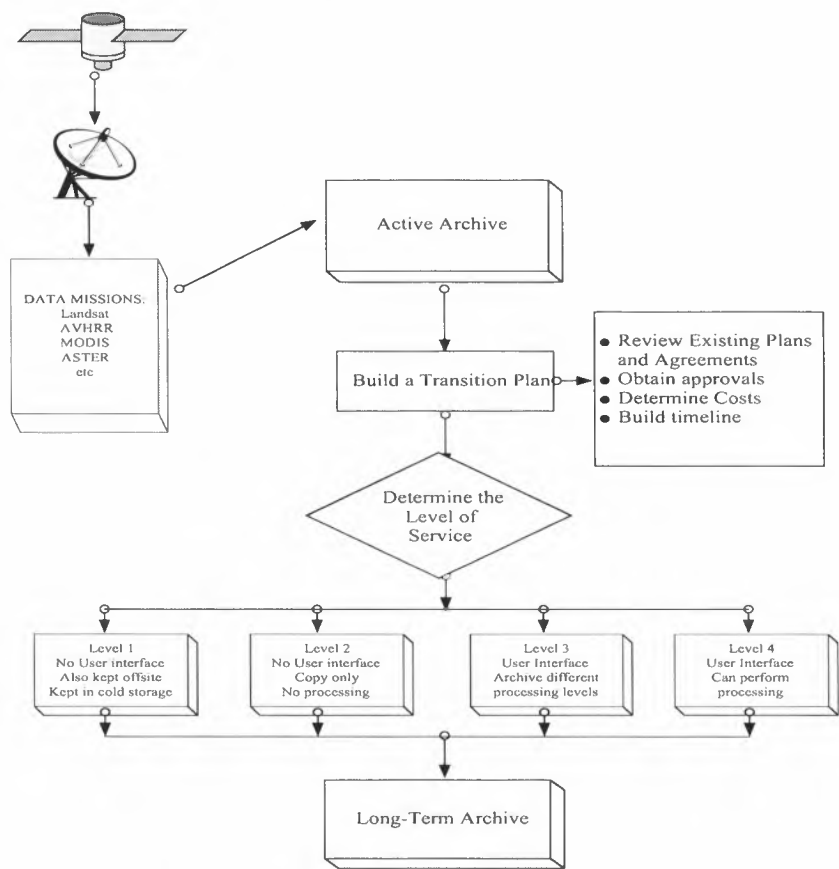 Active Archive
DATA MISSIONS:
Landsat
AVHRR
MODIS
ASTER
etc
Build a Transition Plan
● Review Existing Plans
and Agreements
● Obtain approvals
● Determine Costs
● Build timeline
Determine the
Level of
Service
Level 1
No User interface
Also kept offsite
Kept in cold storage
Level 2
No User interface
Copy only
No processing
Level 3
User Interface
Archive different
processing levels
Level 4
User Interface
Can perform
processing
Long-Term Archive